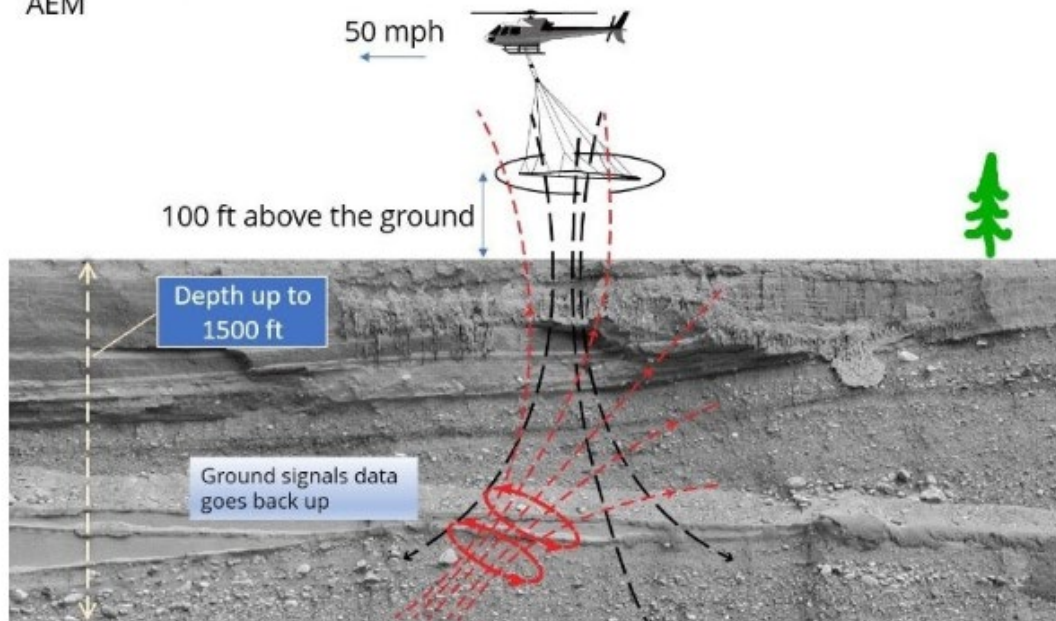 AEM
50 mph
100 ft above the ground
Depth up to
1500 ft
Ground signals data
goes back up